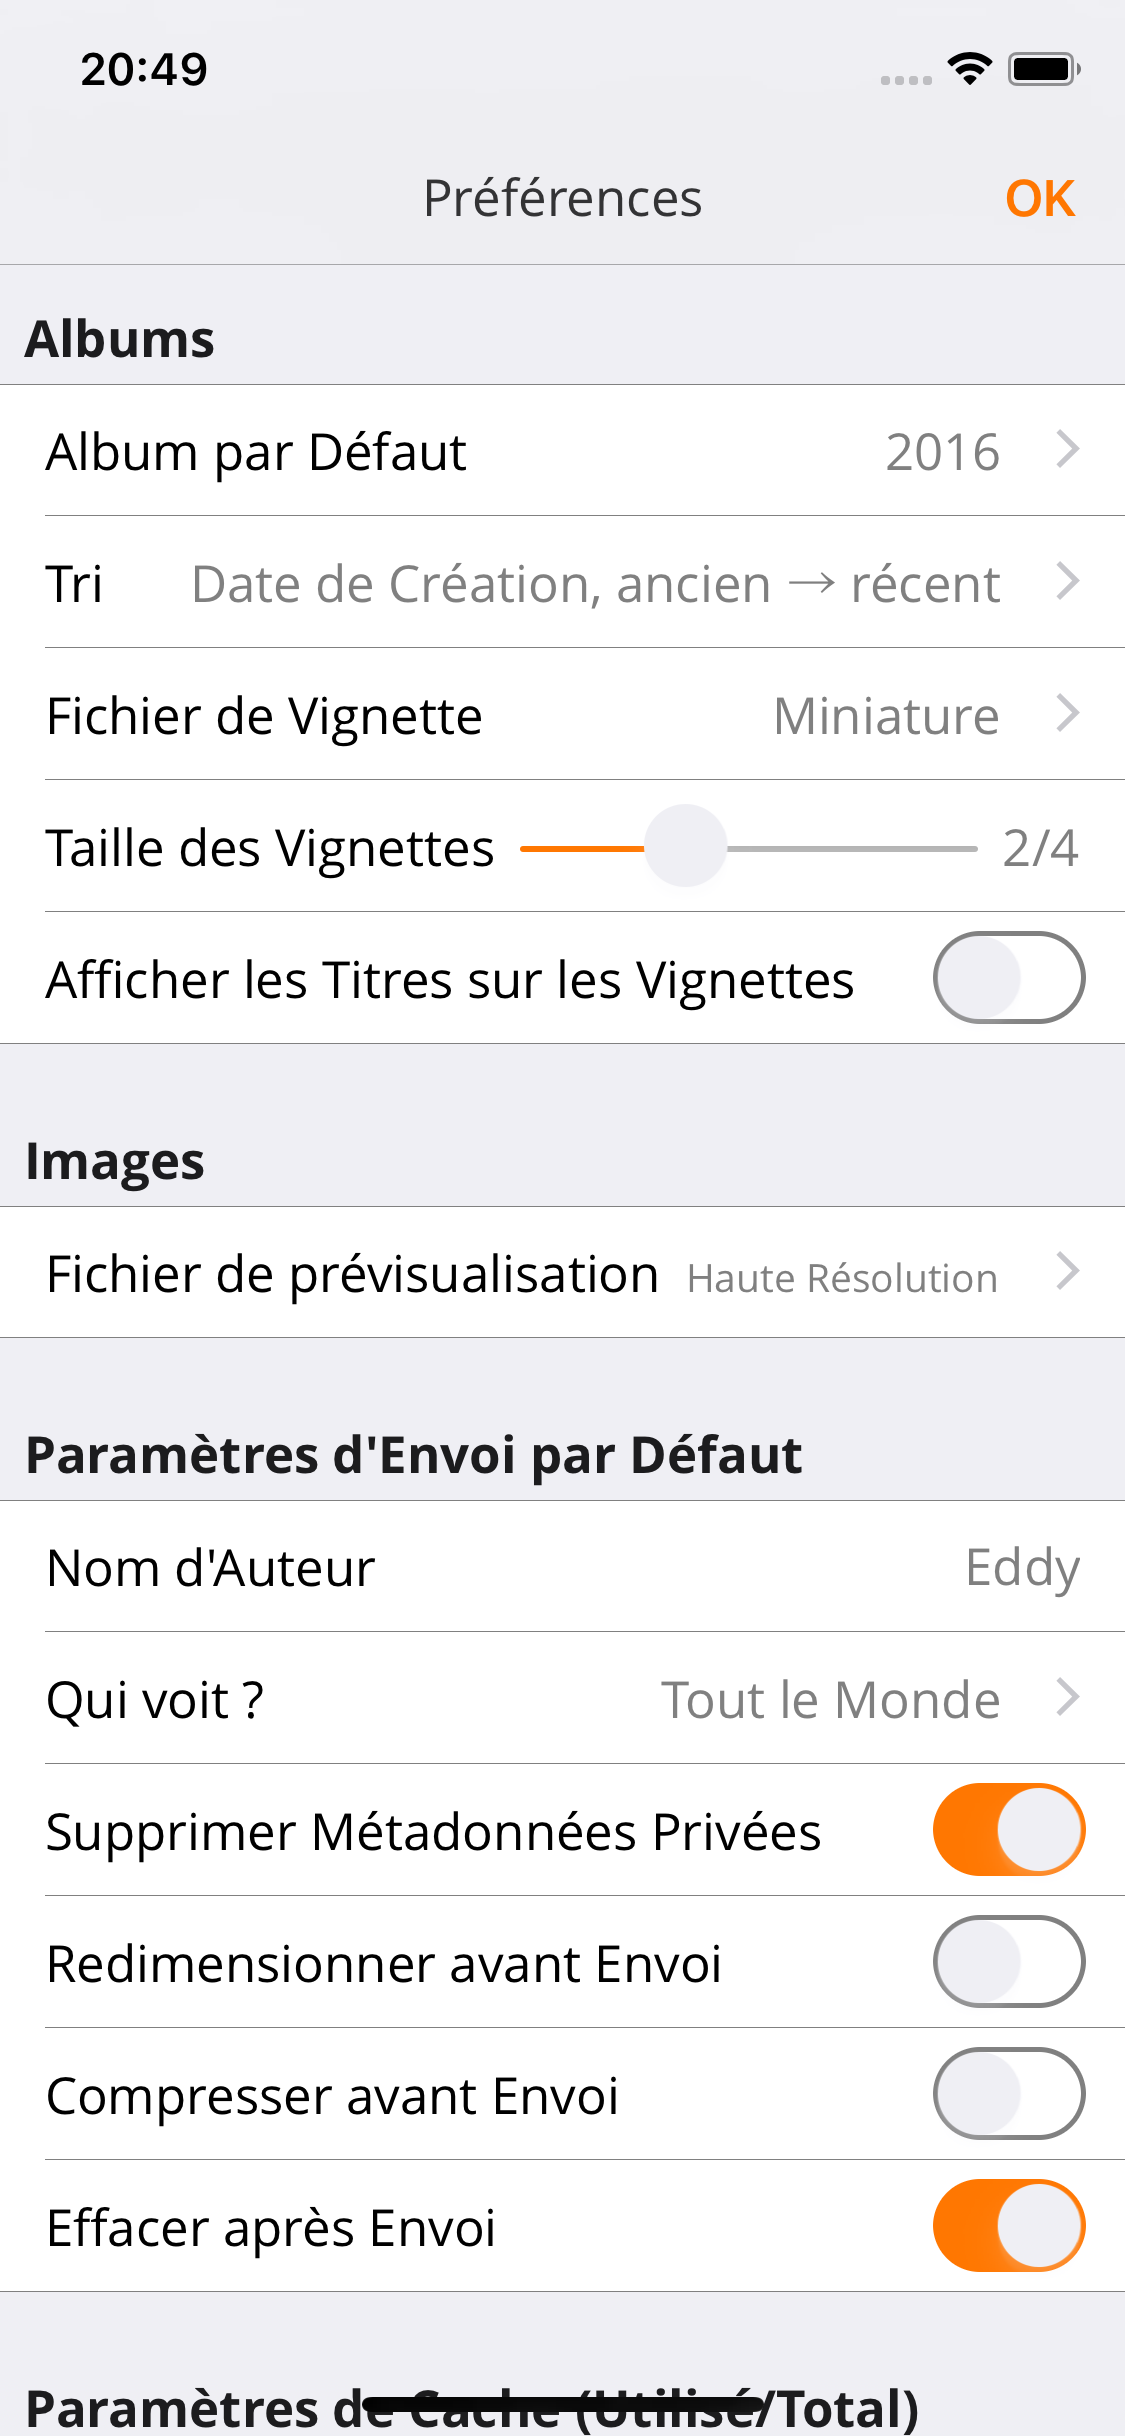 20:49
Préférences
OK
Albums
Album par Défaut 2016
Tri Date de Création, ancien → récent
Fichier de Vignette Miniature
Taille des Vignettes 2/4
Afficher les Titres sur les Vignettes
Images
Fichier de prévisualisation Haute Résolution
Paramètres d'Envoi par Défaut
Nom d'Auteur Eddy
Qui voit ? Tout le Monde
Supprimer Métadonnées Privées
Redimensionner avant Envoi
Compresser avant Envoi
Effacer après Envoi
Paramètres de Cache (Utilisé/Total)